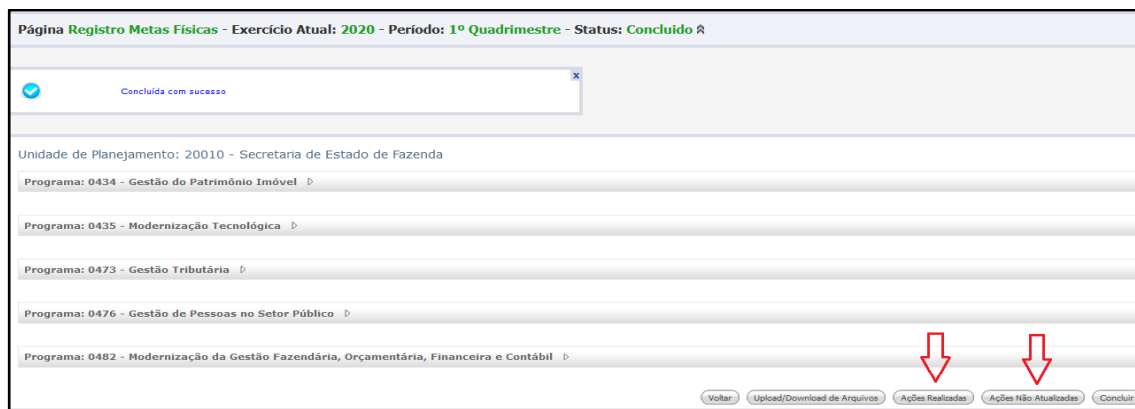 Página Registro Metas Físicas - Exercício Atual: 2020 - Período: 1º Quadrimestre - Status: Concluido
x
Concluída com sucesso
Unidade de Planejamento: 20010 - Secretaria de Estado de Fazenda
Programa: 0434 - Gestão do Patrimônio Imóvel
Programa: 0435 - Modernização Tecnológica
Programa: 0473 - Gestão Tributária
Programa: 0476 - Gestão de Pessoas no Setor Público
Programa: 0482 - Modernização da Gestão Fazendária, Orçamentária, Financeira e Contábil
Voltar Upload/Download de Arquivos Ações Realizadas Ações Não Atualizadas Concluir